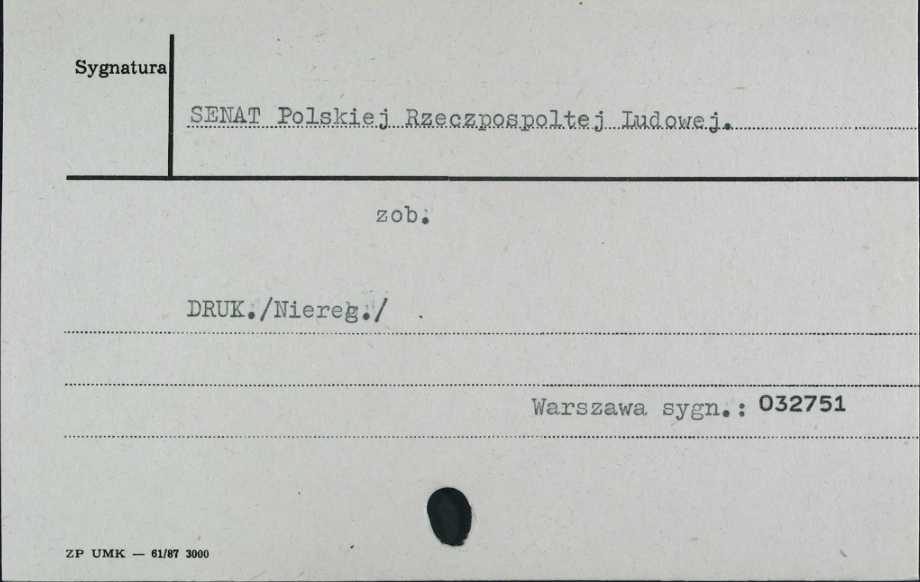 Sygnatura
SENAT Polskiej Rzeczpospoltej Ludowej.
zob.
DRUK./Niereg./
Warszawa sygn.: 032751
ZP UMK — 61/87 3000